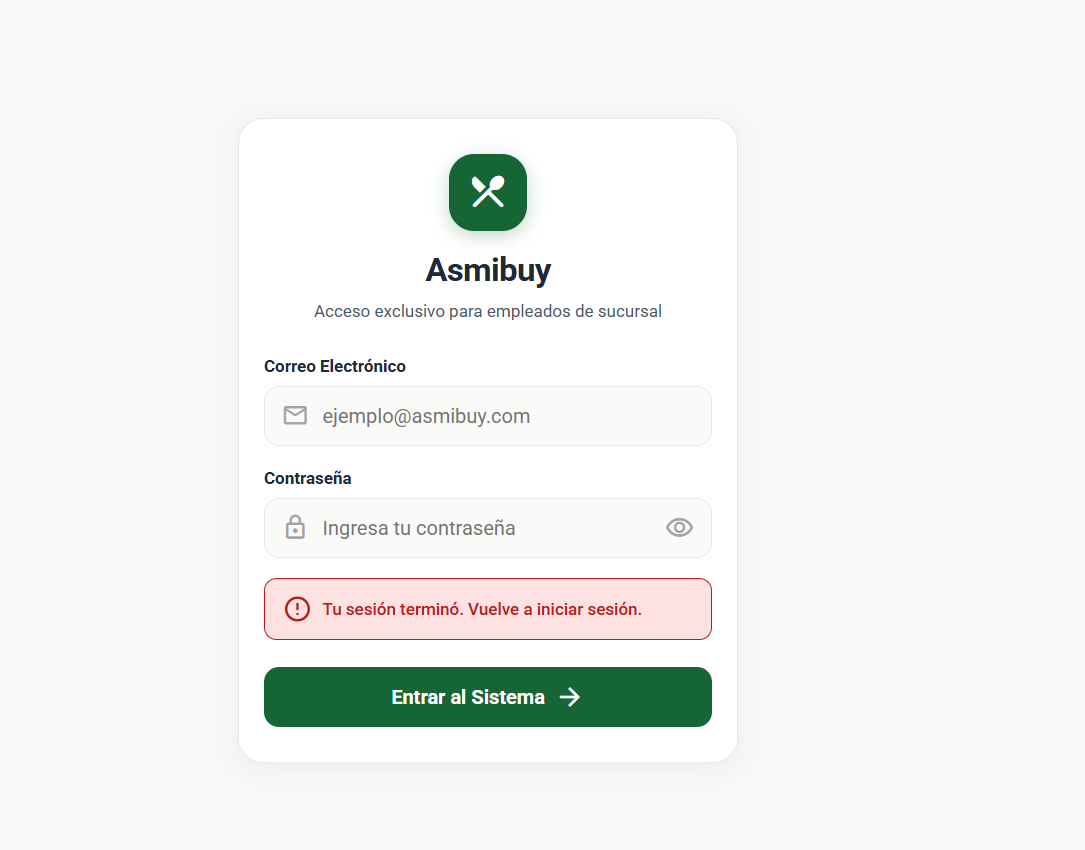 Asmibuy
Acceso exclusivo para empleados de sucursal
Correo Electrónico
ejemplo@asmibuy.com
Contraseña
Ingresa tu contraseña
Tu sesión terminó. Vuelve a iniciar sesión.
Entrar al Sistema